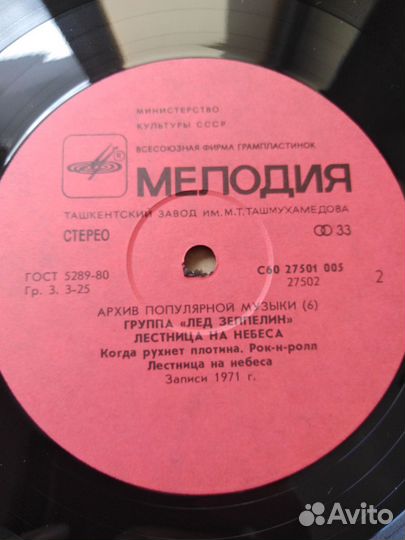 МИНИСТЕРСТВО
КУЛЬТУРЫ СССР
ВСЕСОЮЗНАЯ ФИРМА ГРАМПЛАСТИНОК
МЕЛОДИЯ
ТАШКЕНТСКИЙ ЗАВОД ИМ. М.Т.ТАШМУХАМЕДОВА
СТЕРЕО 33
ГОСТ 5289-80 С60 27501 005
Гр. 3. 3-25 27502 2
АРХИВ ПОПУЛЯРНОЙ МУЗЫКИ (6)
ГРУППА «ЛЕД ЗЕППЕЛИН»
ЛЕСТНИЦА НА НЕБЕСА
Когда рухнет плотина. Рок-н-ролл
Лестница на небеса
Записи 1971 г.
Avito